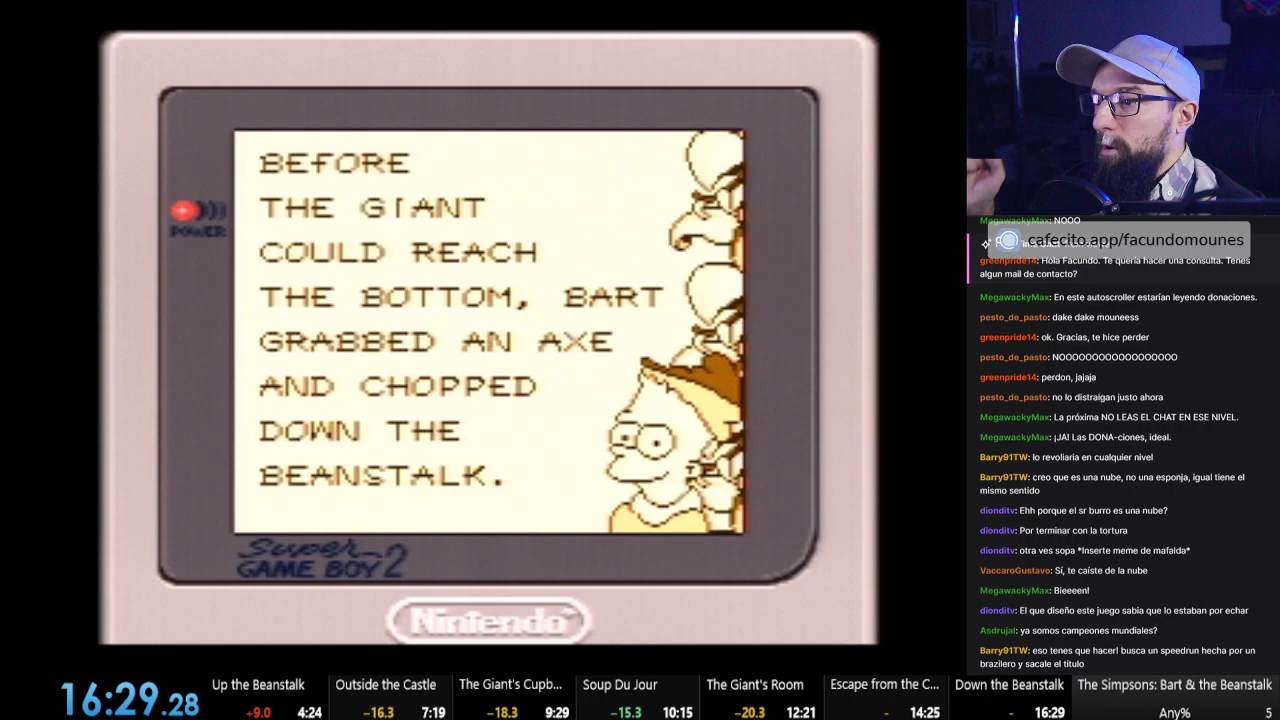 BEFORE
THE GIANT
COULD REACH
THE BOTTOM, BART
GRABBED AN AXE
AND CHOPPED
DOWN THE
BEANSTALK.
POWER
Super
GAME BOY 2
Nintendo
MegawackyMax: NOOO
cafecito.app/facundomounes
greenpride14: Hola Facundo. Te quería hacer una consulta. Tenes
algun mail de contacto?
MegawackyMax: En este autoscroller estarían leyendo donaciones.
pesto_de_pasto: dake dake mouneess
greenpride14: ok. Gracias, te hice perder
pesto_de_pasto: NOOOOOOOOOOOOOOOOOO
greenpride14: perdon, jajaja
pesto_de_pasto: no lo distraigan justo ahora
MegawackyMax: La próxima NO LEAS EL CHAT EN ESE NIVEL.
MegawackyMax: ¡JA! Las DONA-ciones, ideal.
Barry91TW: lo revoliaria en cualquier nivel
Barry91TW: creo que es una nube, no una esponja, igual tiene el
mismo sentido
dionditv: Ehh porque el sr burro es una nube?
dionditv: Por terminar con la tortura
dionditv: otra ves sopa *Inserte meme de mafalda*
VaccaroGustavo: Sí, te caíste de la nube
MegawackyMax: Bieeeen!
dionditv: El que diseño este juego sabia que lo estaban por echar
Asdrujal: ya somos campeones mundiales?
Barry91TW: eso tenes que hacer! busca un speedrun hecha por un
brazilero y sacale el titulo
16:29.28
Up the Beanstalk
+9.0 4:24
Outside the Castle
−16.3 7:19
The Giant's Cupb...
−18.3 9:29
Soup Du Jour
−15.3 10:15
The Giant's Room
−20.3 12:21
Escape from the C...
- 14:25
Down the Beanstalk
- 16:29
The Simpsons: Bart & the Beanstalk
Any% 5